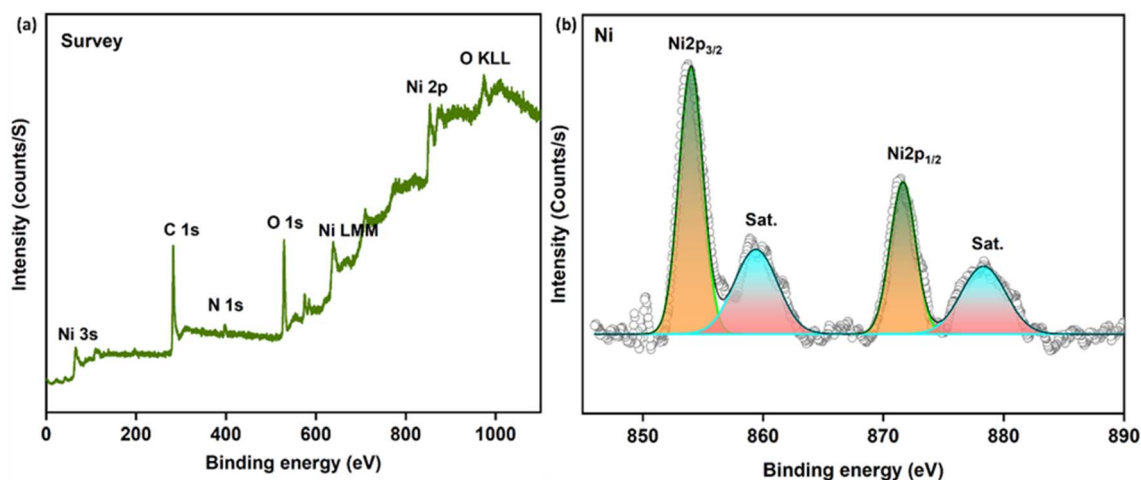 (a)
Survey
Ni 3s
C 1s
N 1s
O 1s
Ni LMM
Ni 2p
O KLL
Intensity (counts/S)
0 200 400 600 800 1000
Binding energy (eV)
(b)
Ni
Ni2p3/2
Sat.
Ni2p1/2
Sat.
Intensity (Counts/s)
850 860 870 880 890
Binding energy (eV)